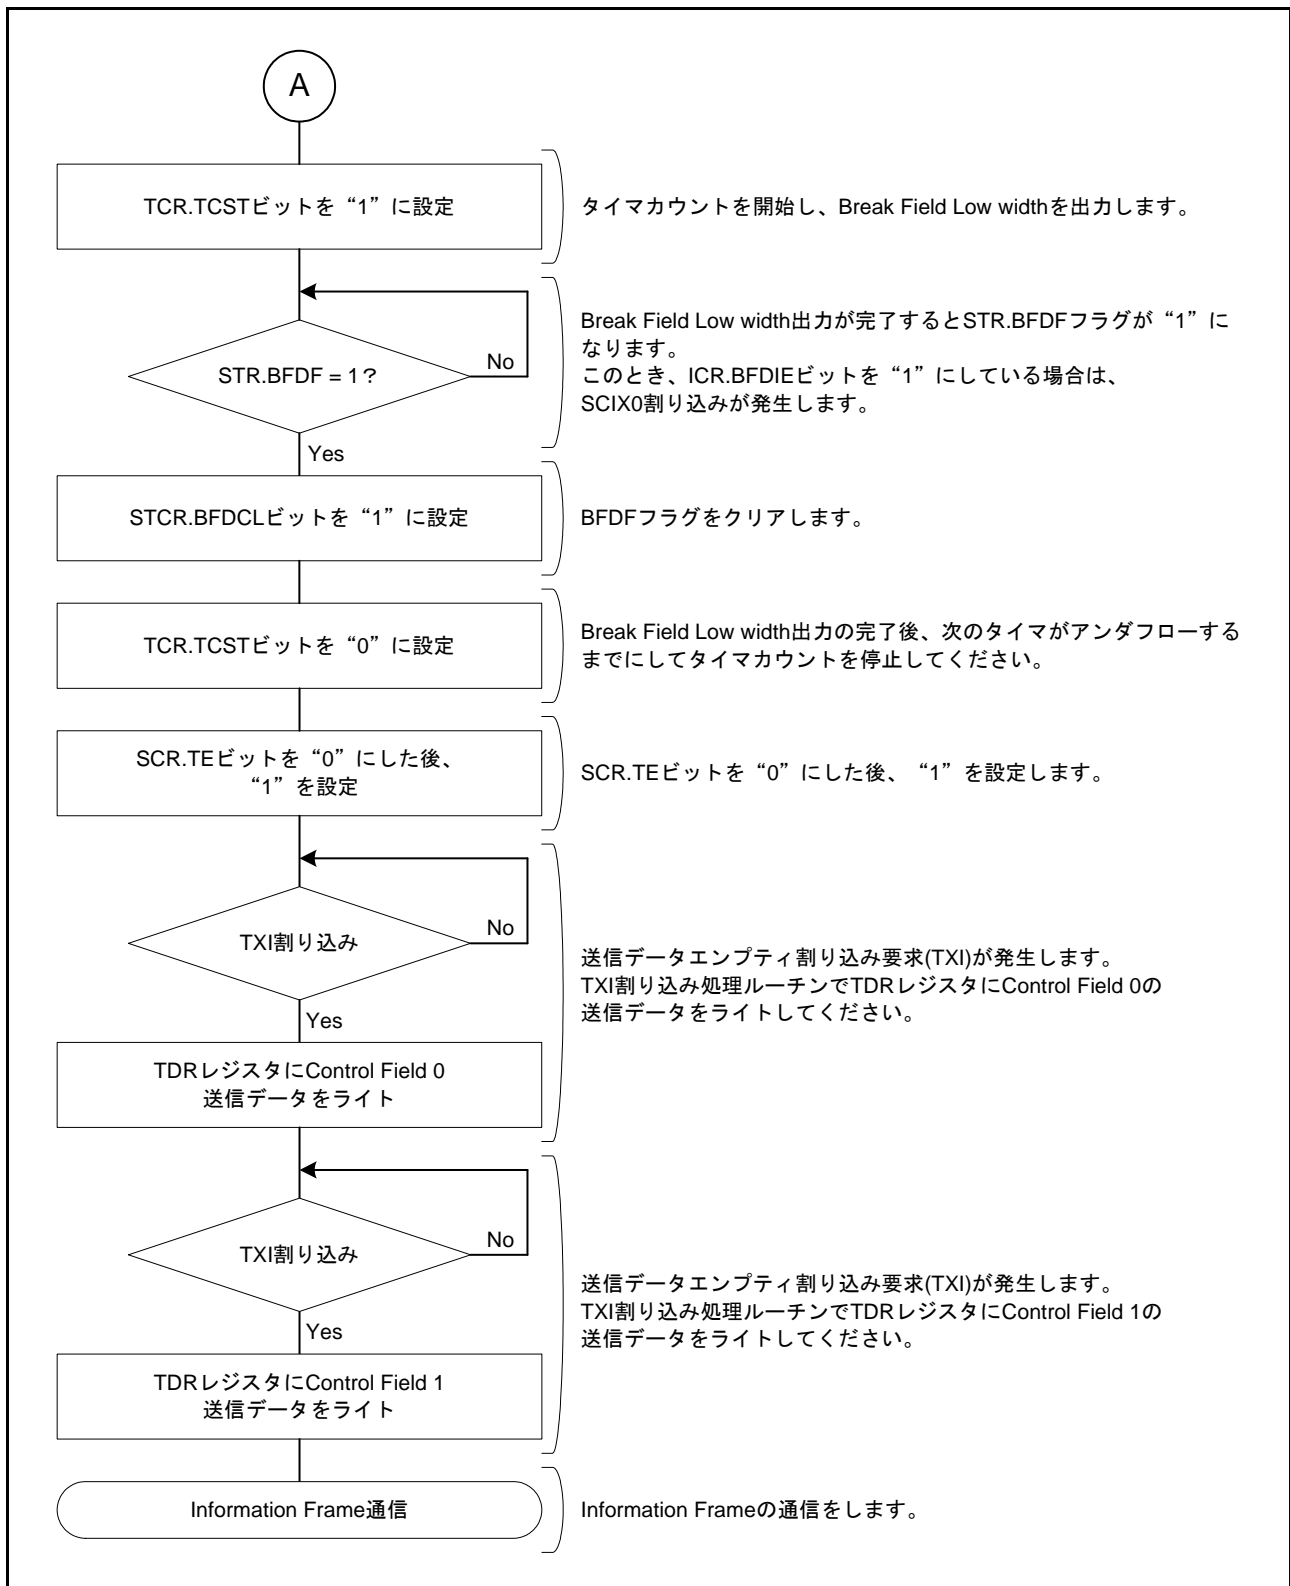 A
TCR.TCSTビットを“1”に設定
タイマカウントを開始し、Break Field Low widthを出力します。
STR.BFDF = 1？
No
Yes
Break Field Low width出力が完了するとSTR.BFDFフラグが“1”に
なります。
このとき、ICR.BFDIEビットを“1”にしている場合は、
SCIX0割り込みが発生します。
STCR.BFDCLビットを“1”に設定
BFDFフラグをクリアします。
TCR.TCSTビットを“0”に設定
Break Field Low width出力の完了後、次のタイマがアンダフローする
までにしてタイマカウントを停止してください。
SCR.TEビットを“0”にした後、
“1”を設定
SCR.TEビットを“0”にした後、“1”を設定します。
TXI割り込み
No
Yes
送信データエンプティ割り込み要求(TXI)が発生します。
TXI割り込み処理ルーチンでTDRレジスタにControl Field 0の
送信データをライトしてください。
TDRレジスタにControl Field 0
送信データをライト
TXI割り込み
No
Yes
送信データエンプティ割り込み要求(TXI)が発生します。
TXI割り込み処理ルーチンでTDRレジスタにControl Field 1の
送信データをライトしてください。
TDRレジスタにControl Field 1
送信データをライト
Information Frame通信
Information Frameの通信をします。